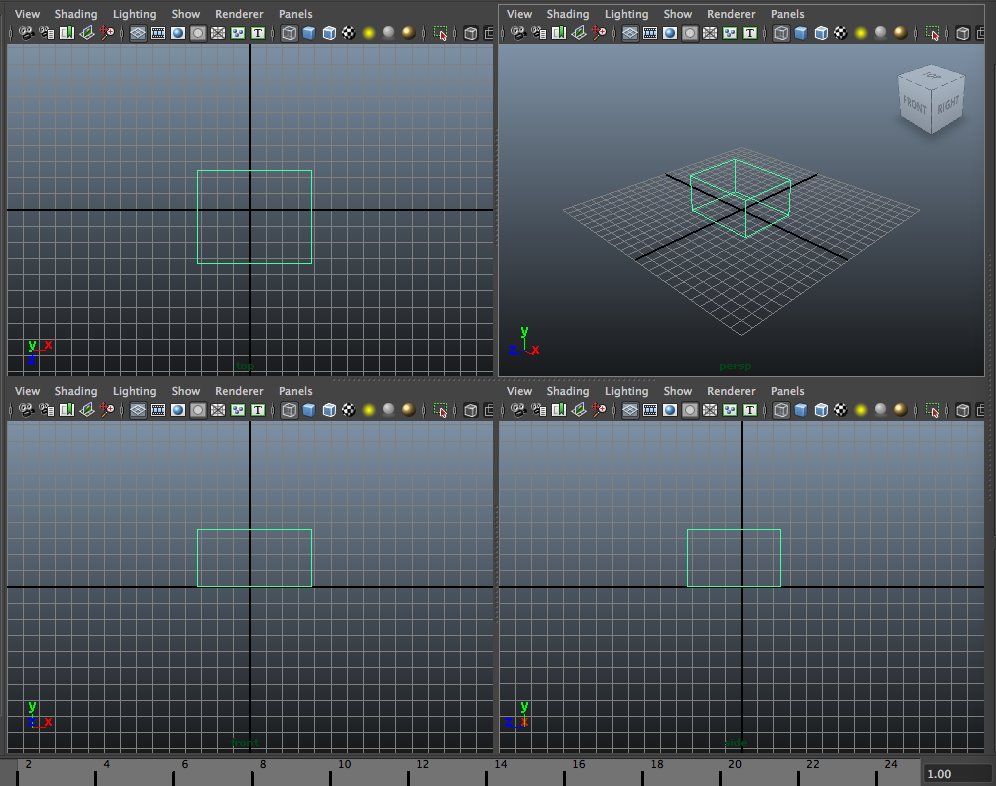 View Shading Lighting Show Renderer Panels
T
top
y x
z
View Shading Lighting Show Renderer Panels
T
TOP
FRONT RIGHT
y
z x
persp
View Shading Lighting Show Renderer Panels
T
y
z x
front
View Shading Lighting Show Renderer Panels
T
y
z x
side
2 4 6 8 10 12 14 16 18 20 22 24
1.00